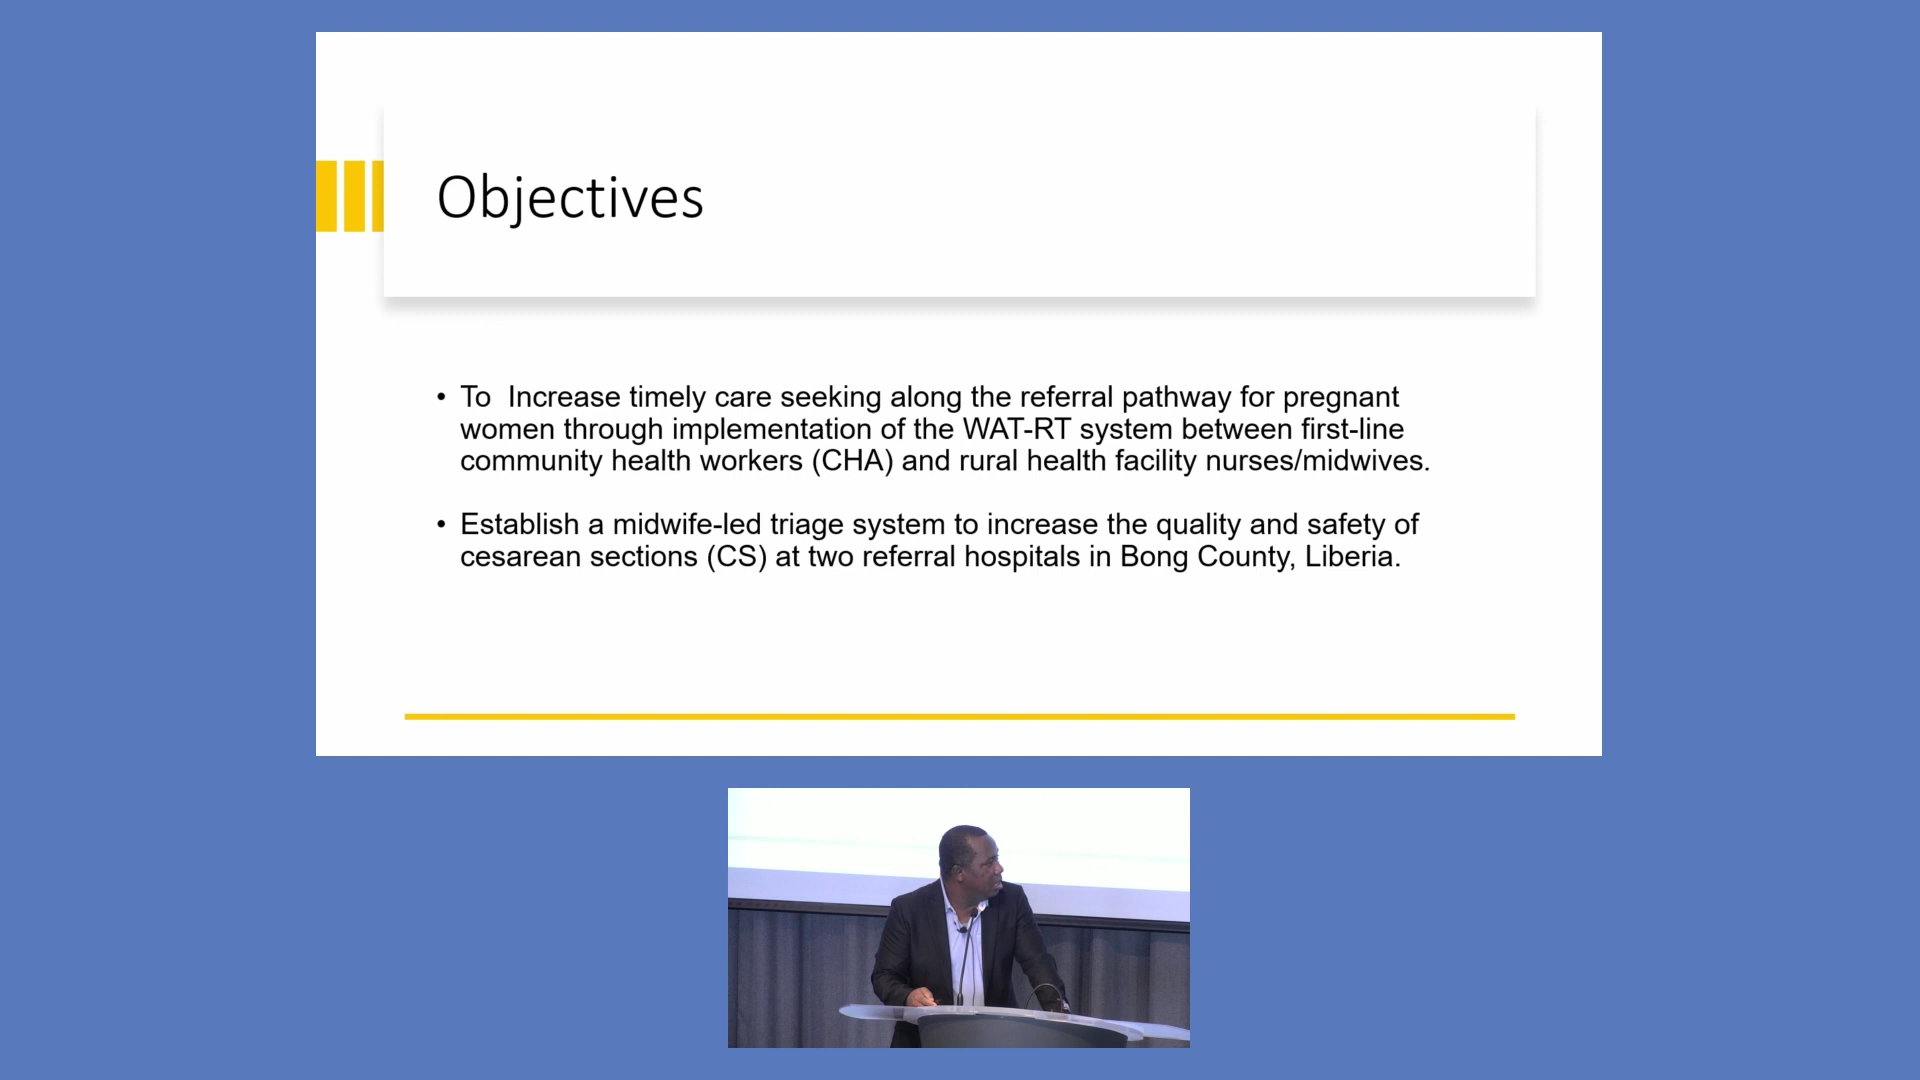 Objectives
• To  Increase timely care seeking along the referral pathway for pregnant
women through implementation of the WAT-RT system between first-line
community health workers (CHA) and rural health facility nurses/midwives.
• Establish a midwife-led triage system to increase the quality and safety of
cesarean sections (CS) at two referral hospitals in Bong County, Liberia.